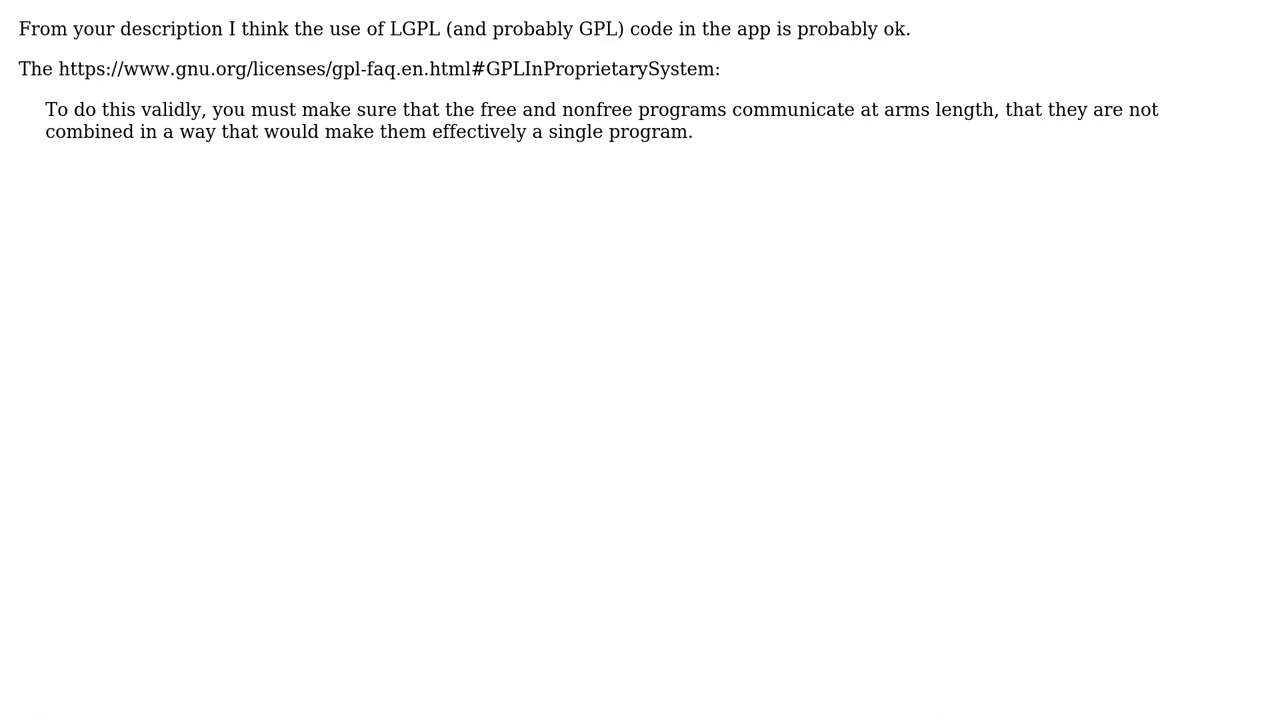 From your description I think the use of LGPL (and probably GPL) code in the app is probably ok.
The https://www.gnu.org/licenses/gpl-faq.en.html#GPLInProprietarySystem:
To do this validly, you must make sure that the free and nonfree programs communicate at arms length, that they are not
combined in a way that would make them effectively a single program.